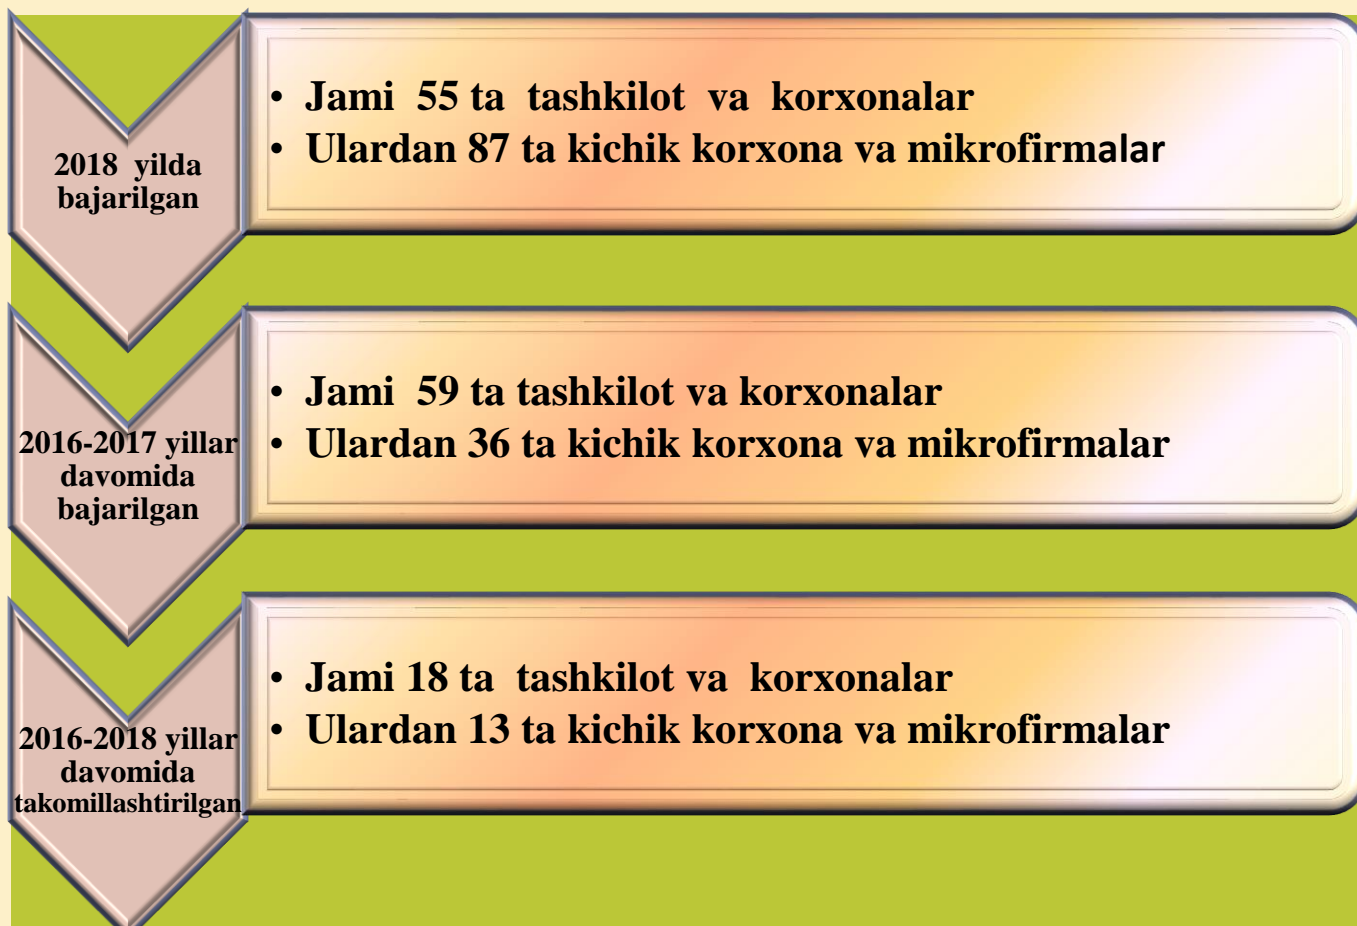 2018 yilda
bajarilgan
• Jami 55 ta tashkilot va korxonalar
• Ulardan 87 ta kichik korxona va mikrofirmalar
2016-2017 yillar
davomida
bajarilgan
• Jami 59 ta tashkilot va korxonalar
• Ulardan 36 ta kichik korxona va mikrofirmalar
2016-2018 yillar
davomida
takomillashtirilgan
• Jami 18 ta tashkilot va korxonalar
• Ulardan 13 ta kichik korxona va mikrofirmalar